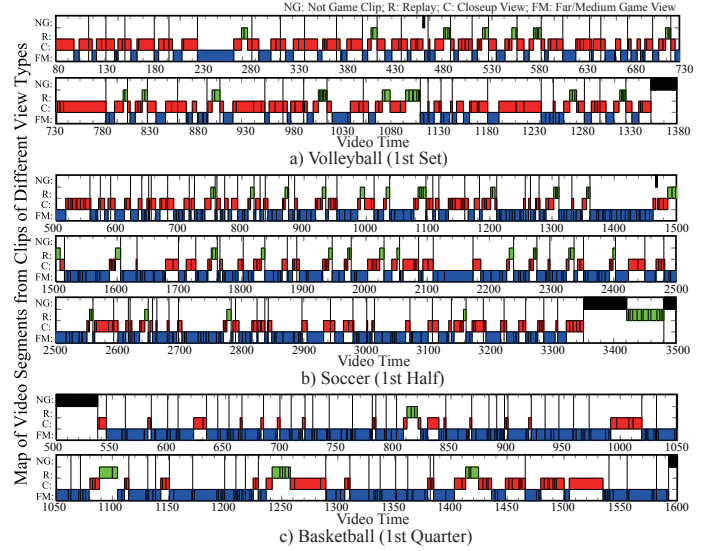 NG: Not Game Clip; R: Replay; C: Closeup View; FM: Far/Medium Game View
Map of Video Segments from Clips of Different View Types
NG:
R:
C:
FM:
80 130 180 230 280 330 380 430 480 530 580 630 680 730
NG:
R:
C:
FM:
730 780 830 880 930 980 1030 1080 1130 1180 1230 1280 1330 1380
Video Time
a) Volleyball (1st Set)
NG:
R:
C:
FM:
500 600 700 800 900 1000 1100 1200 1300 1400 1500
NG:
R:
C:
FM:
1500 1600 1700 1800 1900 2000 2100 2200 2300 2400 2500
NG:
R:
C:
FM:
2500 2600 2700 2800 2900 3000 3100 3200 3300 3400 3500
Video Time
b) Soccer (1st Half)
NG:
R:
C:
FM:
500 550 600 650 700 750 800 850 900 950 1000 1050
NG:
R:
C:
FM:
1050 1100 1150 1200 1250 1300 1350 1400 1450 1500 1550 1600
Video Time
c) Basketball (1st Quarter)